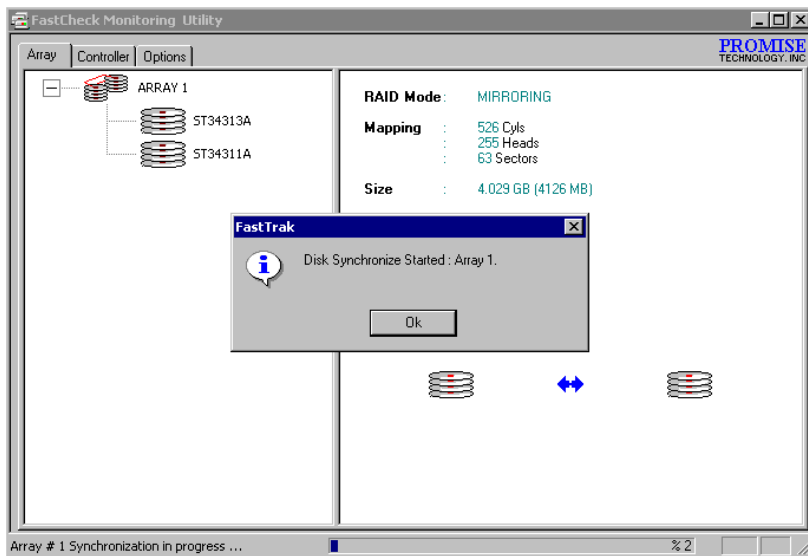 FastCheck Monitoring Utility
Array Controller Options
PROMISE
TECHNOLOGY, INC
ARRAY 1
ST34313A
ST34311A
RAID Mode : MIRRORING
Mapping : 526 Cyls
: 255 Heads
: 63 Sectors
Size : 4.029 GB (4126 MB)
FastTrak
Disk Synchronize Started : Array 1.
Ok
Array # 1 Synchronization in progress ... % 2